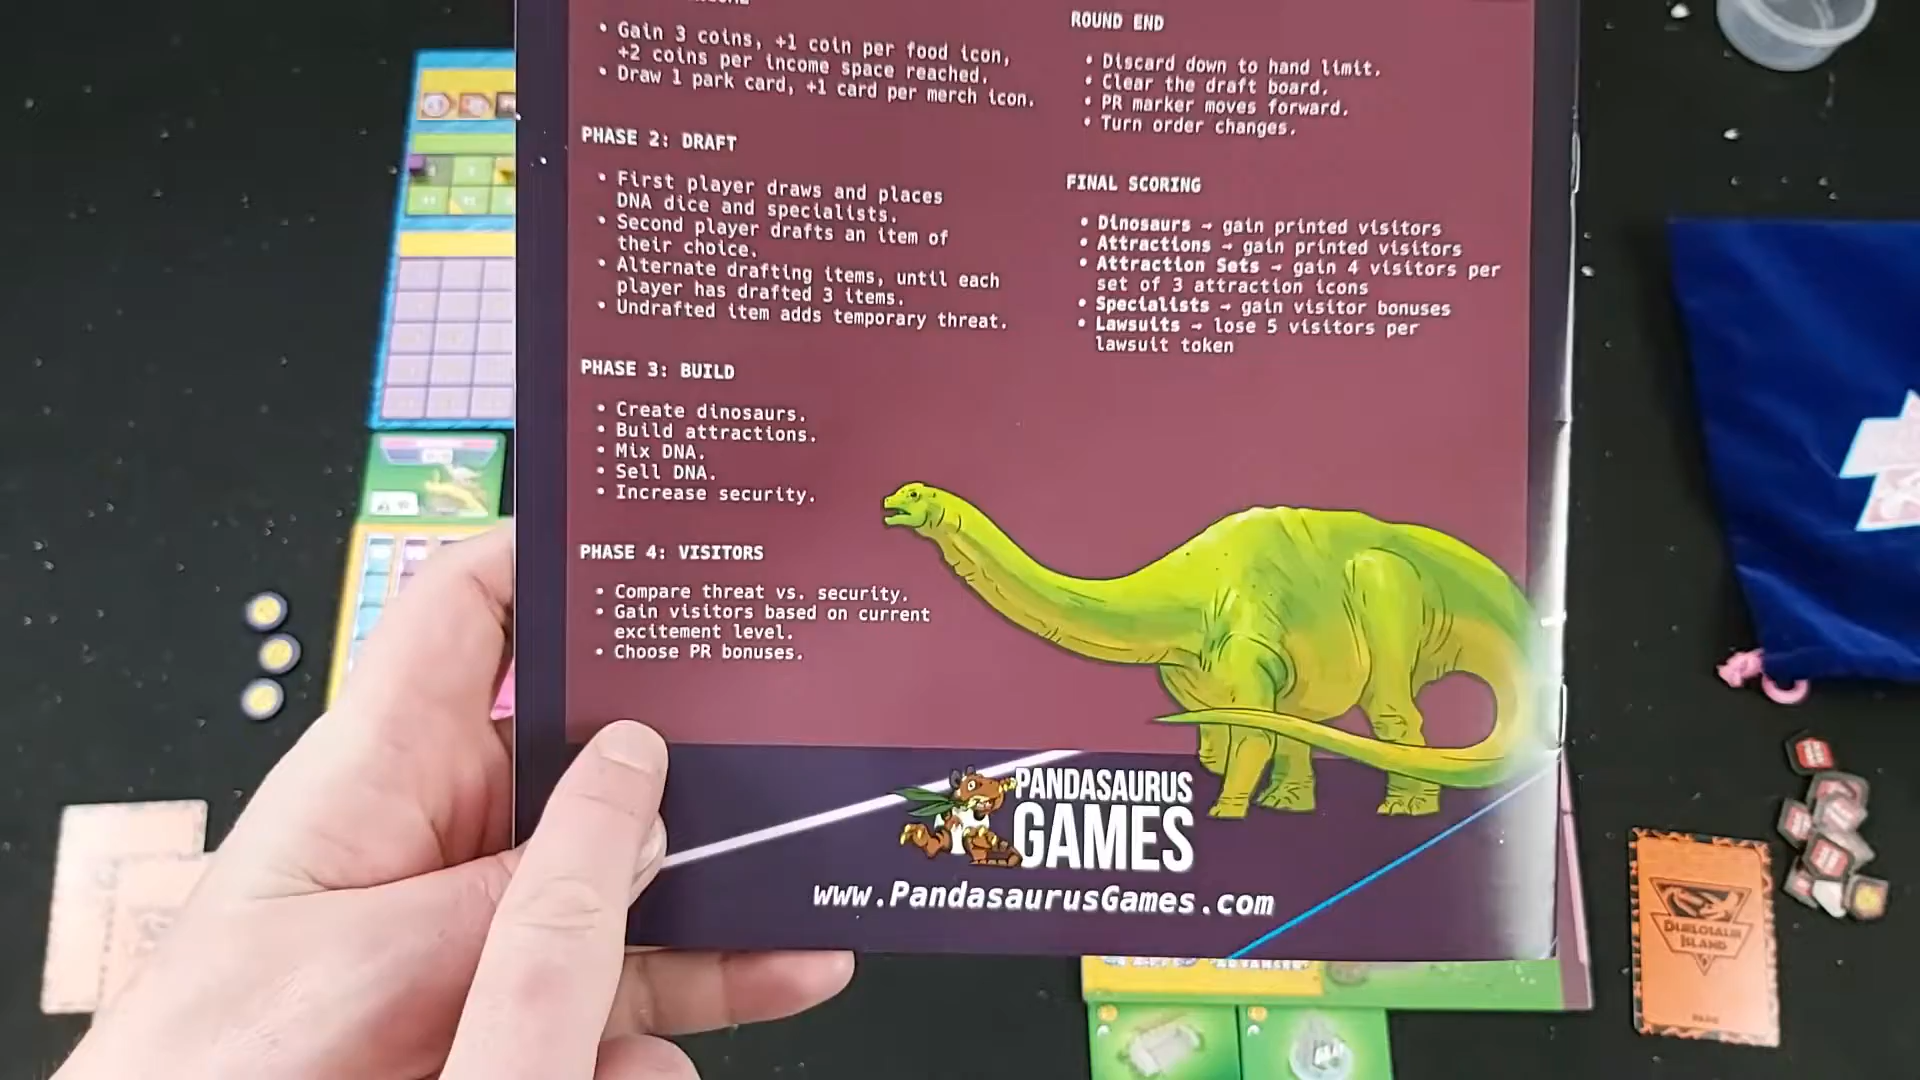 • Gain 3 coins, +1 coin per food icon,
+2 coins per income space reached.
• Draw 1 park card, +1 card per merch icon.
PHASE 2: DRAFT
• First player draws and places
DNA dice and specialists.
• Second player drafts an item of
their choice.
• Alternate drafting items, until each
player has drafted 3 items.
• Undrafted item adds temporary threat.
PHASE 3: BUILD
• Create dinosaurs.
• Build attractions.
• Mix DNA.
• Sell DNA.
• Increase security.
PHASE 4: VISITORS
• Compare threat vs. security.
• Gain visitors based on current
excitement level.
• Choose PR bonuses.
ROUND END
• Discard down to hand limit.
• Clear the draft board.
• PR marker moves forward.
• Turn order changes.
FINAL SCORING
• Dinosaurs → gain printed visitors
• Attractions → gain printed visitors
• Attraction Sets → gain 4 visitors per
set of 3 attraction icons
• Specialists → gain visitor bonuses
• Lawsuits → lose 5 visitors per
lawsuit token
PANDASAURUS
GAMES
www.PandasaurusGames.com
DUELOSAUR
ISLAND